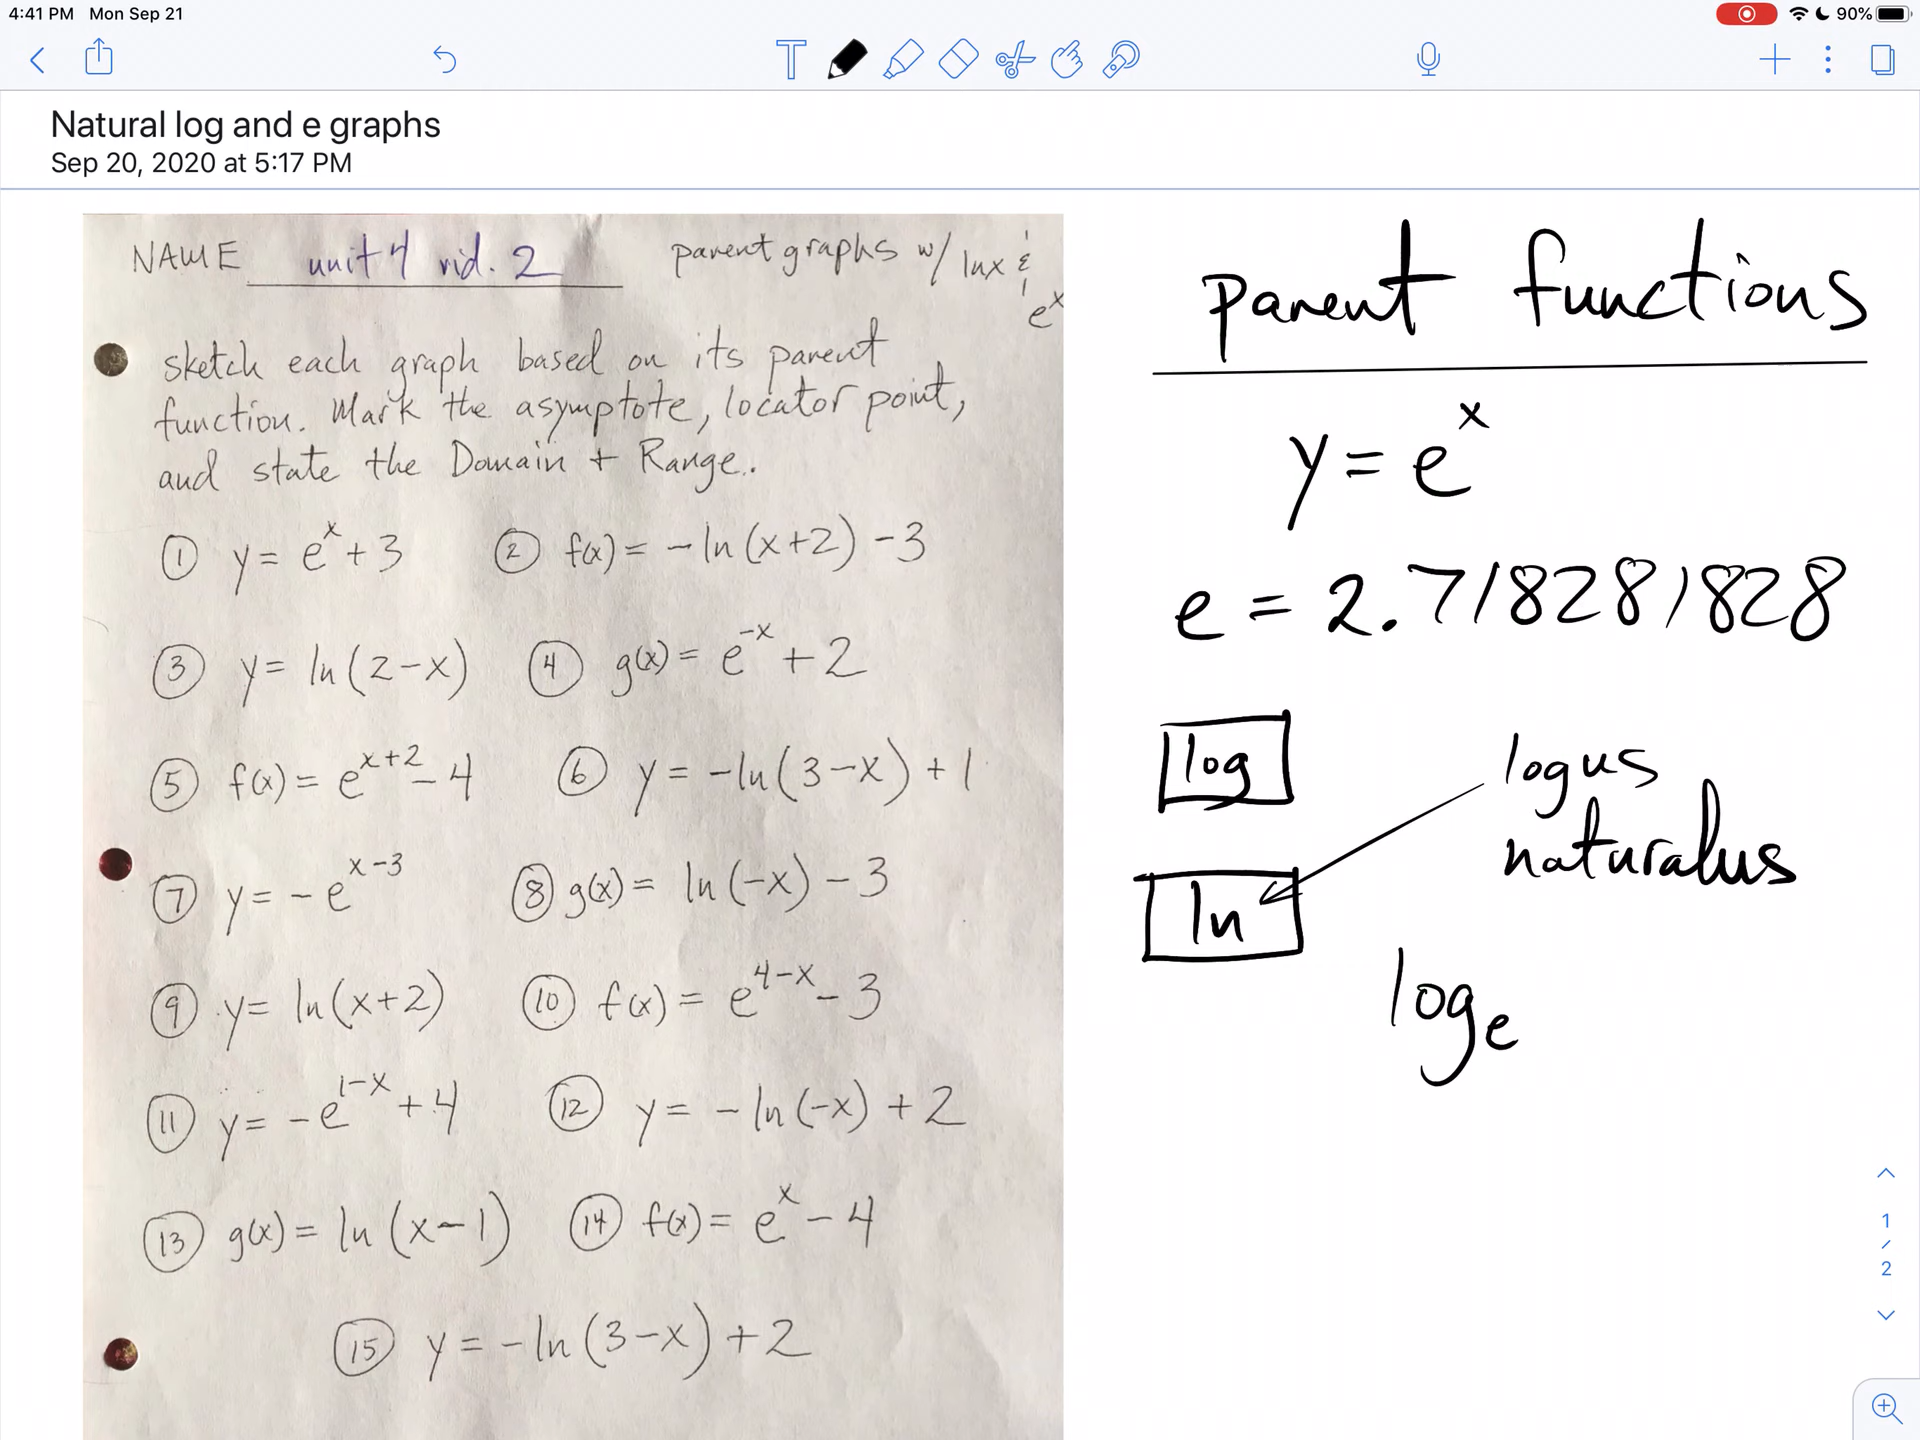 4:41 PM Mon Sep 21
90%
Natural log and e graphs
Sep 20, 2020 at 5:17 PM
NAME unit 4 vid. 2
parent graphs w/ lnx &
e^x
sketch each graph based on its parent
function. Mark the asymptote, locator point,
and state the Domain + Range.
① y = e^x + 3 ② f(x) = -ln(x+2) - 3
③ y = ln(2-x) ④ g(x) = e^-x + 2
⑤ f(x) = e^x+2 - 4 ⑥ y = -ln(3-x) + 1
⑦ y = -e^x-3 ⑧ g(x) = ln(-x) - 3
⑨ y = ln(x+2) ⑩ f(x) = e^4-x - 3
⑪ y = -e^1-x + 4 ⑫ y = -ln(-x) + 2
⑬ g(x) = ln(x-1) ⑭ f(x) = e^x - 4
⑮ y = -ln(3-x) + 2
parent functions
y = e^x
e = 2.718281828
log
logus
naturalus
ln
log_e
1
/
2